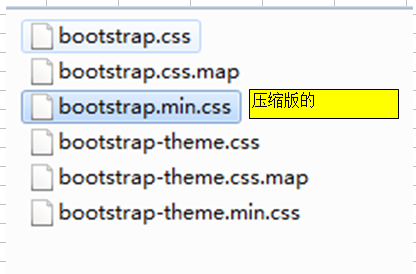 bootstrap.css
bootstrap.css.map
bootstrap.min.css 压缩版的
bootstrap-theme.css
bootstrap-theme.css.map
bootstrap-theme.min.css